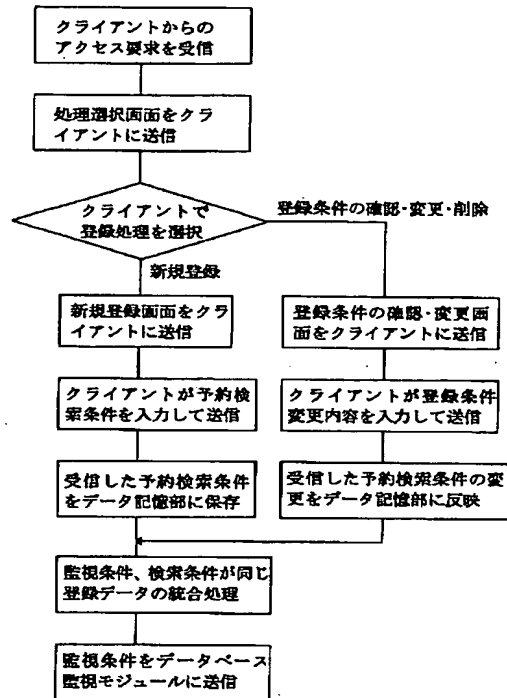 クライアントからの
アクセス要求を受信
処理選択画面をクラ
イアントに送信
クライアントで
登録処理を選択
登録条件の確認・変更・削除
新規登録
新規登録画面をクラ
イアントに送信
登録条件の確認・変更画
面をクライアントに送信
クライアントが予約検
索条件を入力して送信
クライアントが登録条件
変更内容を入力して送信
受信した予約検索条件
をデータ記憶部に保存
受信した予約検索条件の変
更をデータ記憶部に反映
監視条件、検索条件が同じ
登録データの統合処理
監視条件をデータベース
監視モジュールに送信